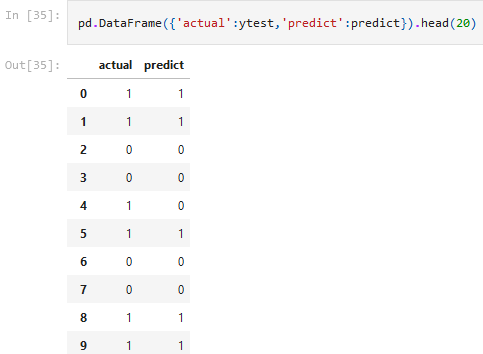 In [35]:
pd.DataFrame({'actual':ytest,'predict':predict}).head(20)
Out[35]:
actual predict
0 1 1
1 1 1
2 0 0
3 0 0
4 1 0
5 1 1
6 0 0
7 0 0
8 1 1
9 1 1